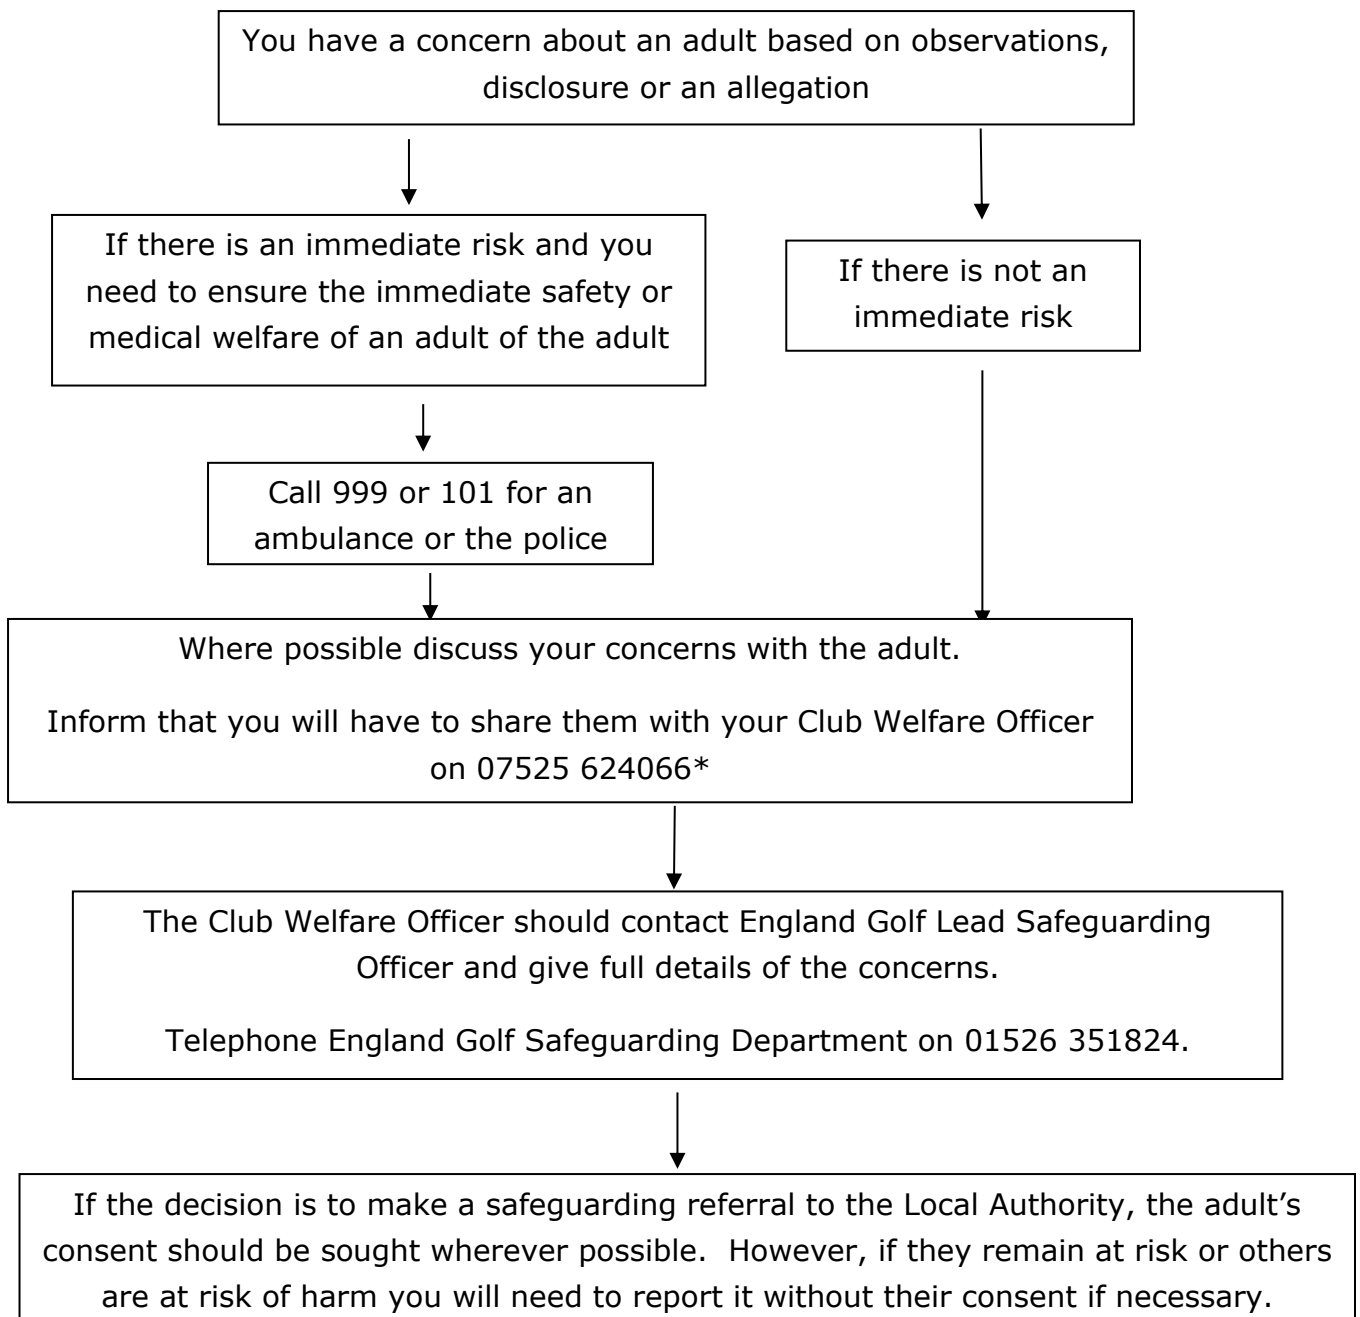 You have a concern about an adult based on observations,
disclosure or an allegation
If there is an immediate risk and you
need to ensure the immediate safety or
medical welfare of an adult of the adult
If there is not an
immediate risk
Call 999 or 101 for an
ambulance or the police
Where possible discuss your concerns with the adult.
Inform that you will have to share them with your Club Welfare Officer
on 07525 624066*
The Club Welfare Officer should contact England Golf Lead Safeguarding
Officer and give full details of the concerns.
Telephone England Golf Safeguarding Department on 01526 351824.
If the decision is to make a safeguarding referral to the Local Authority, the adult’s
consent should be sought wherever possible.  However, if they remain at risk or others
are at risk of harm you will need to report it without their consent if necessary.